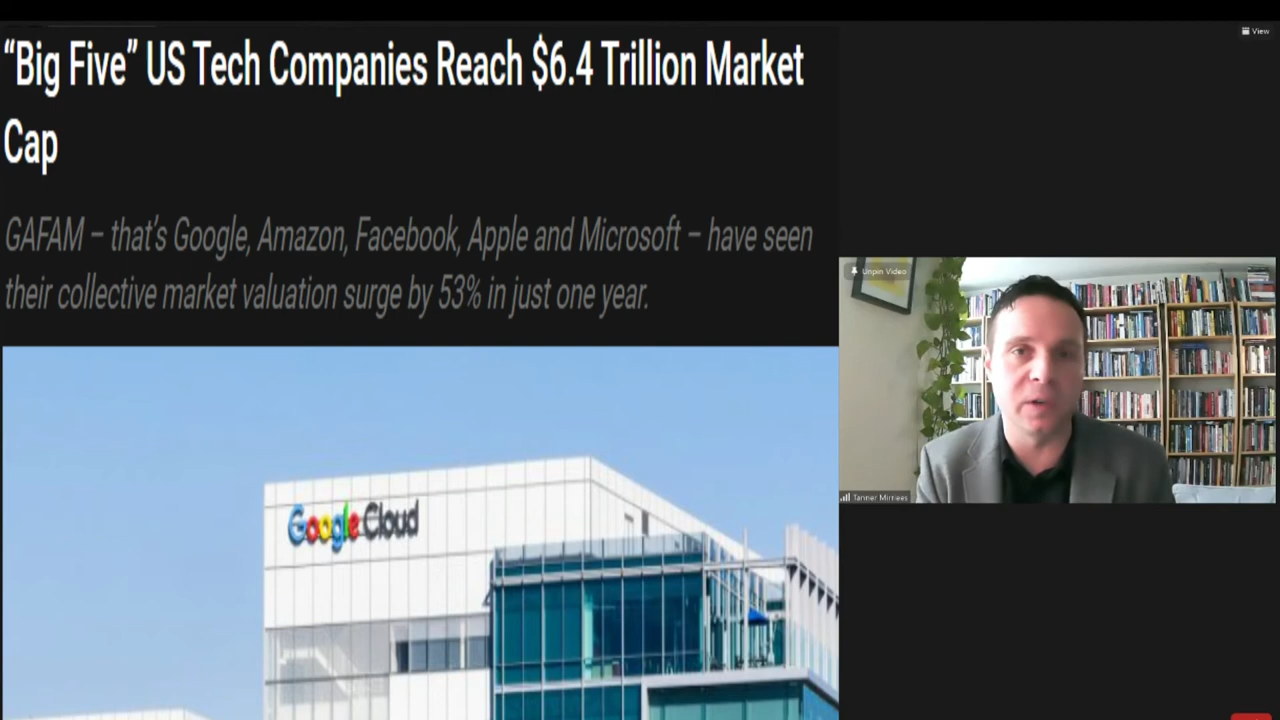 “Big Five” US Tech Companies Reach $6.4 Trillion Market
Cap
GAFAM – that's Google, Amazon, Facebook, Apple and Microsoft – have seen
their collective market valuation surge by 53% in just one year.
Google Cloud
View
Unpin Video
Tanner Mirrlees